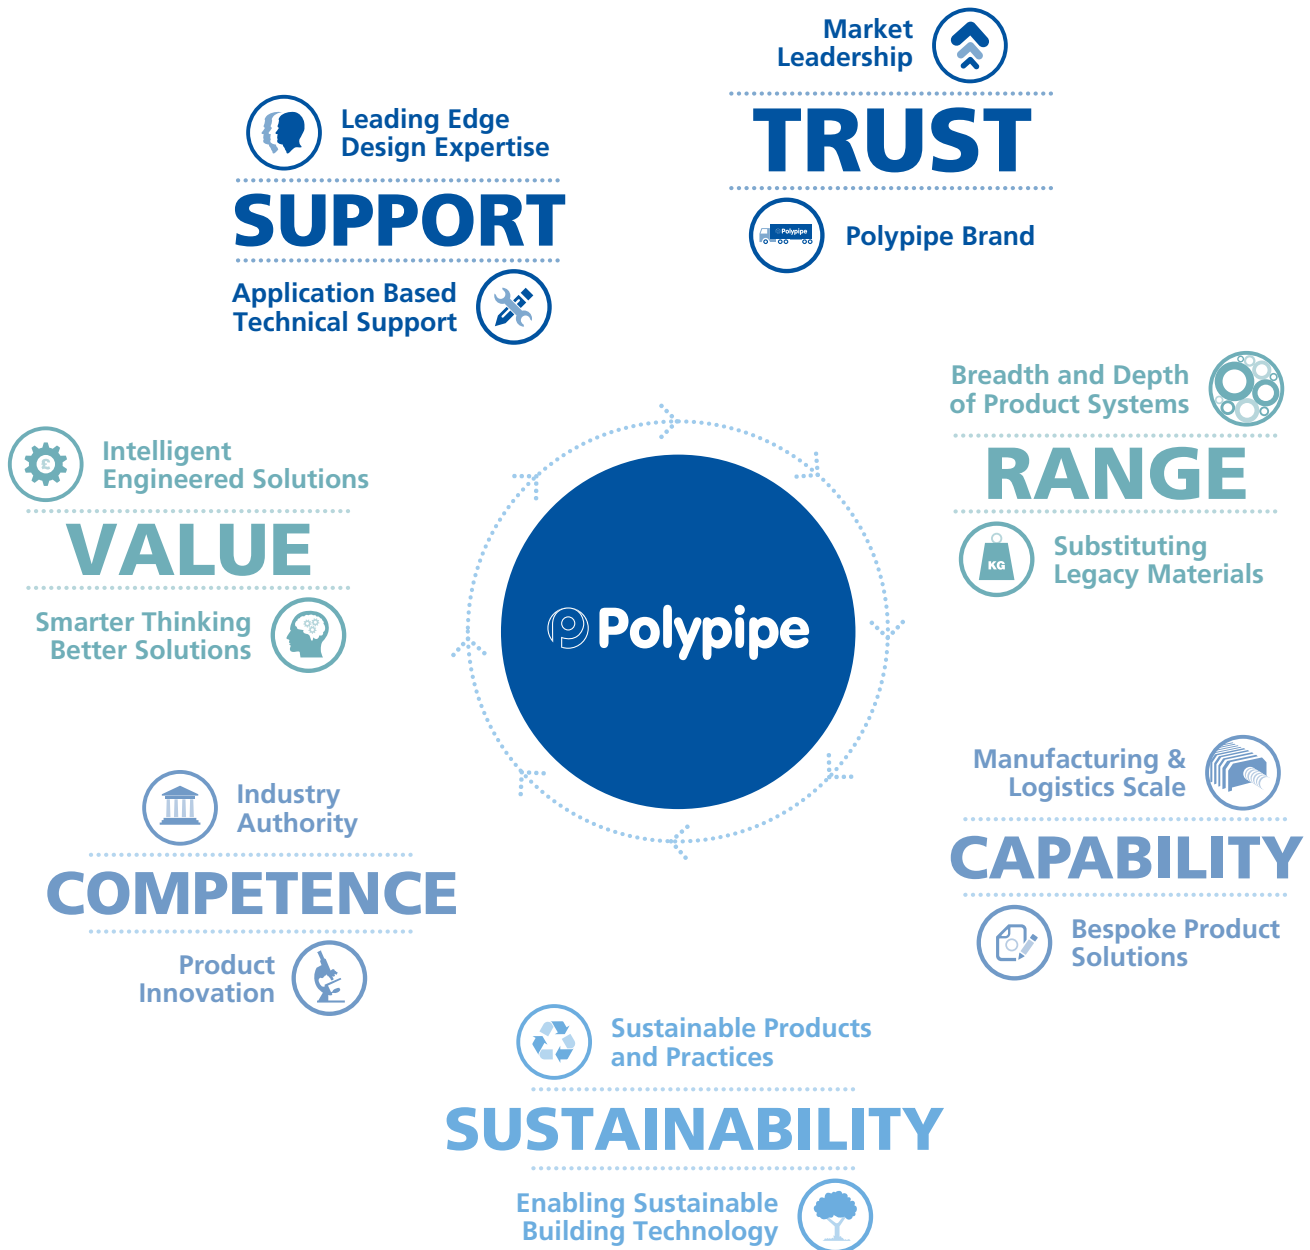 Market
Leadership
TRUST
Polypipe
Polypipe Brand
Breadth and Depth
of Product Systems
RANGE
KG
Substituting
Legacy Materials
Manufacturing &
Logistics Scale
CAPABILITY
Bespoke Product
Solutions
Sustainable Products
and Practices
SUSTAINABILITY
Enabling Sustainable
Building Technology
Industry
Authority
COMPETENCE
Product
Innovation
£
Intelligent
Engineered Solutions
VALUE
Smarter Thinking
Better Solutions
Leading Edge
Design Expertise
SUPPORT
Application Based
Technical Support
Polypipe